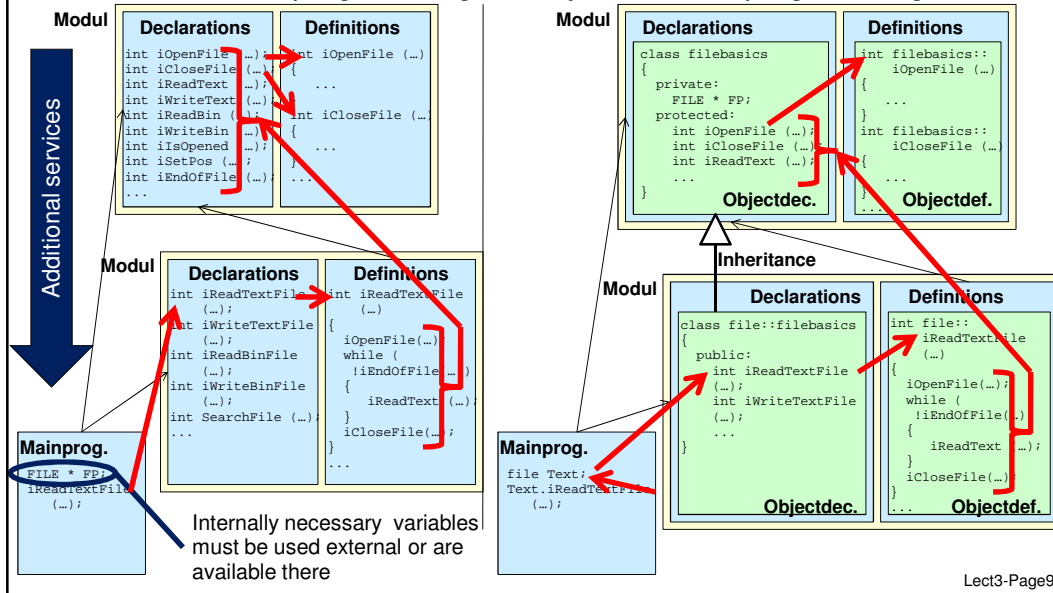 Modul
Declarations
int iOpenFile (…);
int iCloseFile (…);
int iReadText (…);
int iWriteText (…);
int iReadBin (…);
int iWriteBin (…);
int iIsOpened (…);
int iSetPos (…;
int iEndOfFile (…);
...
Definitions
int iOpenFile (…)
{
...
}
int iCloseFile (…)
{
...
}
...
Additional services
Modul
Declarations
int iReadTextFile
(…);
int iWriteTextFile
(…);
int iReadBinFile
(…);
int iWriteBinFile
(…);
int SearchFile (…);
...
Definitions
int iReadTextFile
(…)
{
iOpenFile(…);
while (
!iEndOfFile(…)
{
iReadText (…);
}
iCloseFile(…);
}
...
Mainprog.
FILE * FP;
iReadTextFile
(…);
Internally necessary variables
must be used external or are
available there
Modul
Declarations
class filebasics
{
private:
FILE * FP;
protected:
int iOpenFile (…);
int iCloseFile (…);
int iReadText (…);
...
}
Objectdec.
Definitions
int filebasics::
iOpenFile (…)
{
...
}
int filebasics::
iCloseFile (…)
{
...
}
...
Objectdef.
Inheritance
Modul
Declarations
class file::filebasics
{
public:
int iReadTextFile
(…);
int iWriteTextFile
(…);
...
}
Objectdec.
Definitions
int file::
iReadTextFile
(…)
{
iOpenFile(…);
while (
!iEndOfFile(…)
{
iReadText (…);
}
iCloseFile(…);
}
...
Objectdef.
Mainprog.
file Text;
Text.iReadTextFile
(…);
Lect3-Page9